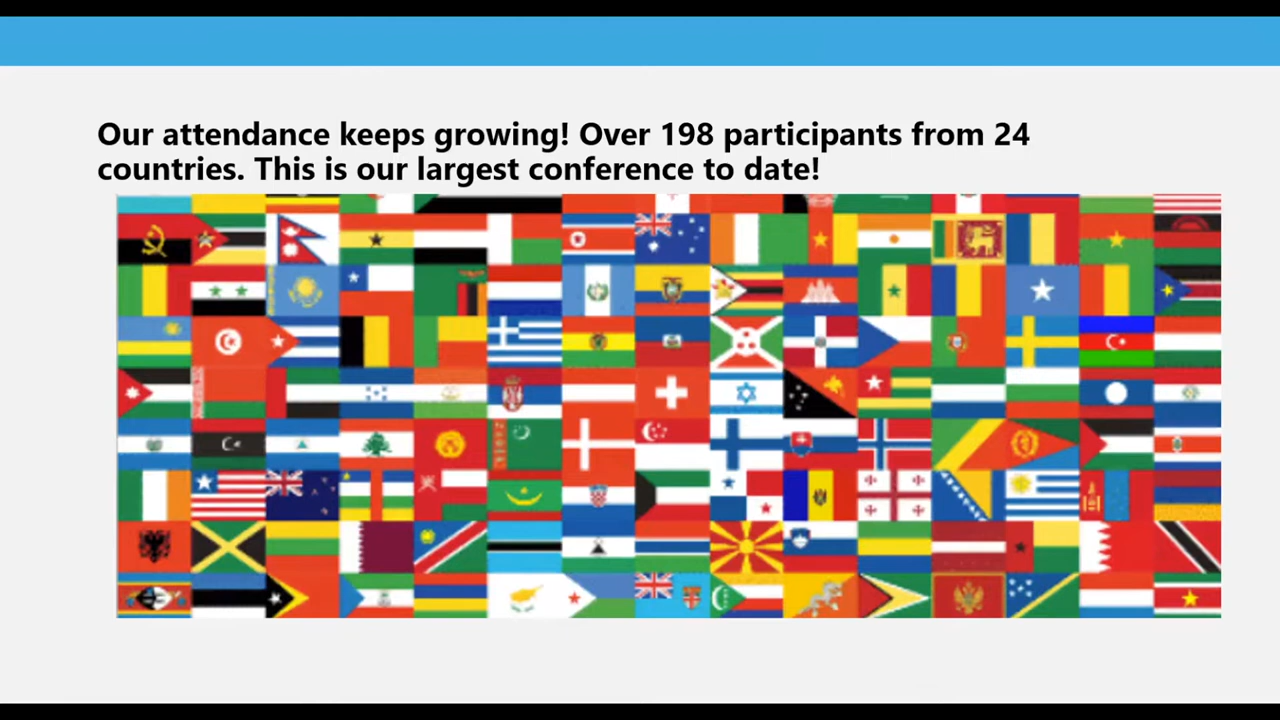 Our attendance keeps growing! Over 198 participants from 24
countries. This is our largest conference to date!